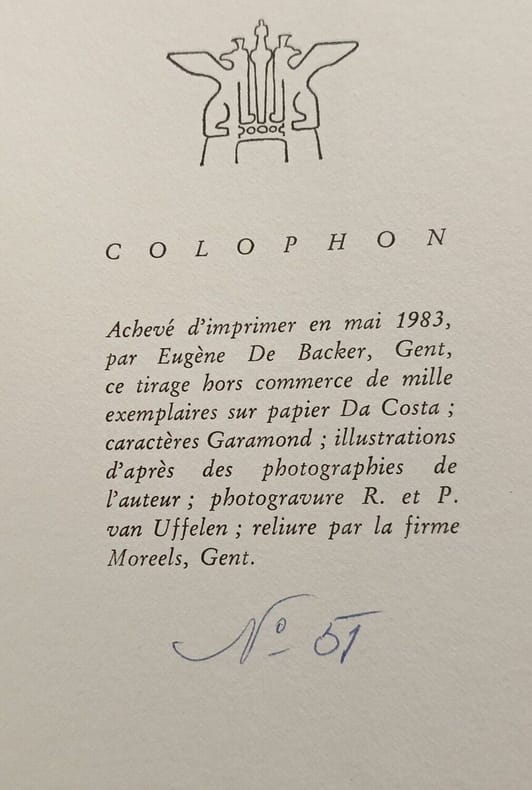 COLOPHON
Achevé d'imprimer en mai 1983,
par Eugène De Backer, Gent,
ce tirage hors commerce de mille
exemplaires sur papier Da Costa ;
caractères Garamond ; illustrations
d'après des photographies de
l'auteur ; photogravure R. et P.
van Uffelen ; reliure par la firme
Moreels, Gent.
Nº 51